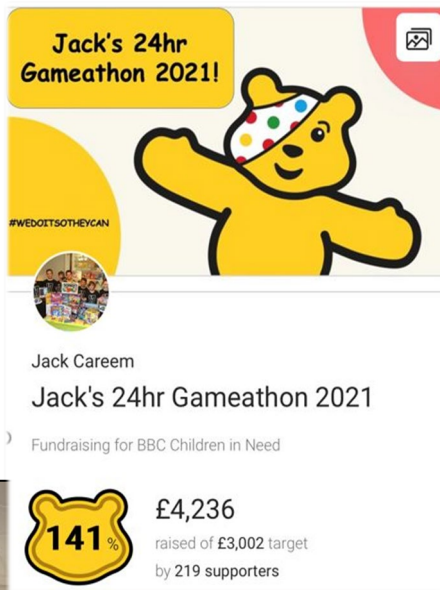 Jack's 24hr
Gameathon 2021!
#WEDOITSOTHEYCAN
Jack Careem
Jack's 24hr Gameathon 2021
Fundraising for BBC Children in Need
141%
£4,236
raised of £3,002 target
by 219 supporters